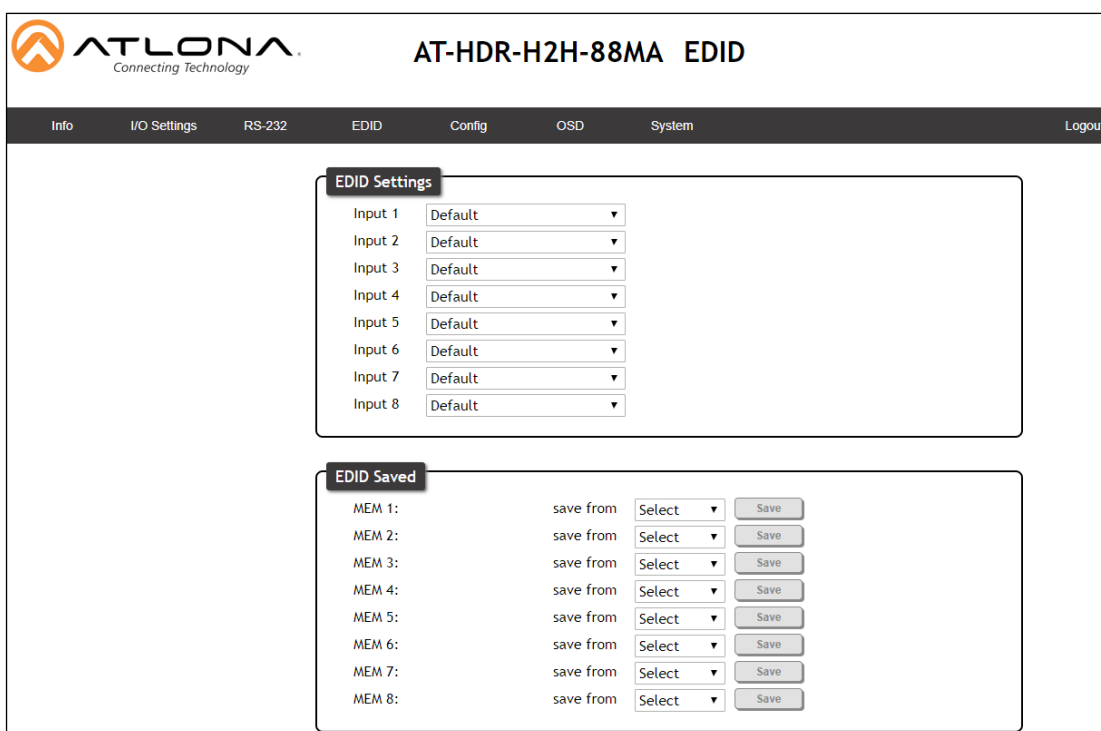 ATLONA.
Connecting Technology
AT-HDR-H2H-88MA EDID
Info I/O Settings RS-232 EDID Config OSD System Logou
EDID Settings
Input 1 Default
Input 2 Default
Input 3 Default
Input 4 Default
Input 5 Default
Input 6 Default
Input 7 Default
Input 8 Default
EDID Saved
MEM 1: save from Select Save
MEM 2: save from Select Save
MEM 3: save from Select Save
MEM 4: save from Select Save
MEM 5: save from Select Save
MEM 6: save from Select Save
MEM 7: save from Select Save
MEM 8: save from Select Save